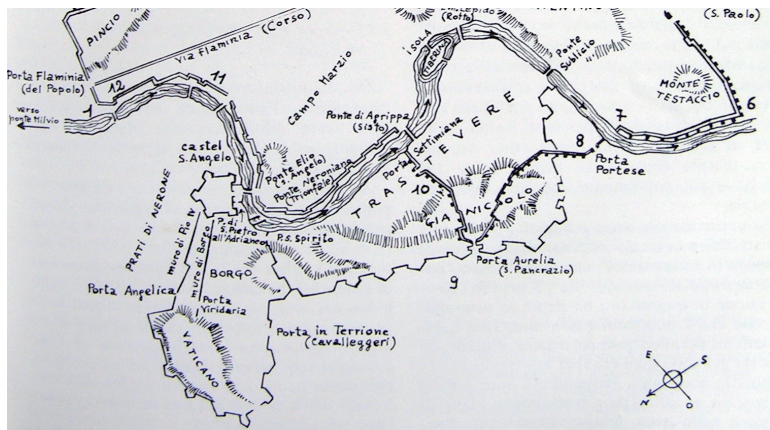 PINCIO
Via Flaminia (Corso)
(S. Paolo)
Porta Flaminia
(del Popolo)
verso
ponte Milvio
1
12
11
Campo Marzio
(Rotto)
ISOLA
TIBERINA
Ponte
Sublicio
MONTE
TESTACCIO
6
7
8
Porta
Portese
Ponte di Agrippa
(Sisto)
castel
S. Angelo
Ponte Elio
(S. Angelo)
Ponte Neroniano
(Trionfale)
Porta Settimiana
TRASTEVERE
10
GIANICOLO
PRATI DI NERONE
muro di Pio IV
muro di Borgo
P. di
S. Pietro
all'Adrianeo
P.S. Spirito
BORGO
Porta Aurelia
(S. Pancrazio)
9
Porta Angelica
Porta
Viridaria
VATICANO
Porta in Terrione
(Cavalleggeri)
E
S
N
O